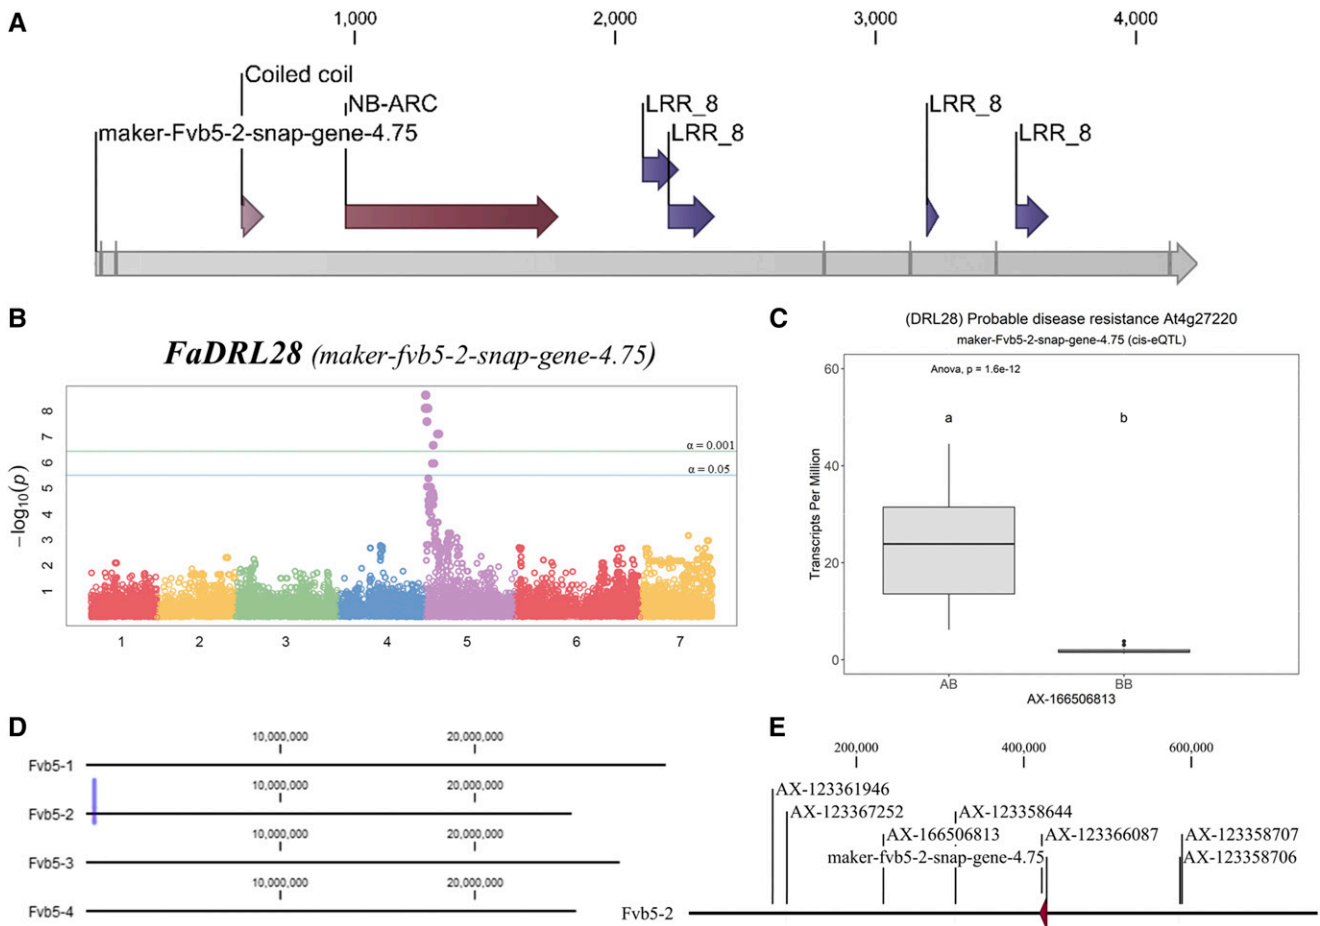 A
1,000 2,000 3,000 4,000
Coiled coil
NB-ARC LRR_8 LRR_8
maker-Fvb5-2-snap-gene-4.75 LRR_8 LRR_8
B
FaDRL28 (maker-fvb5-2-snap-gene-4.75)
−log10(p)
8
7
6
5
4
3
2
1
α = 0.001
α = 0.05
1 2 3 4 5 6 7
C
(DRL28) Probable disease resistance At4g27220
maker-Fvb5-2-snap-gene-4.75 (cis-eQTL)
Anova, p = 1.6e-12
a b
Transcripts Per Million
60
40
20
0
AB BB
AX-166506813
D
10,000,000 20,000,000
Fvb5-1
10,000,000 20,000,000
Fvb5-2
10,000,000 20,000,000
Fvb5-3
10,000,000 20,000,000
Fvb5-4
E
200,000 400,000 600,000
AX-123361946
AX-123367252 AX-123358644
AX-166506813 AX-123366087 AX-123358707
maker-fvb5-2-snap-gene-4.75 AX-123358706
Fvb5-2